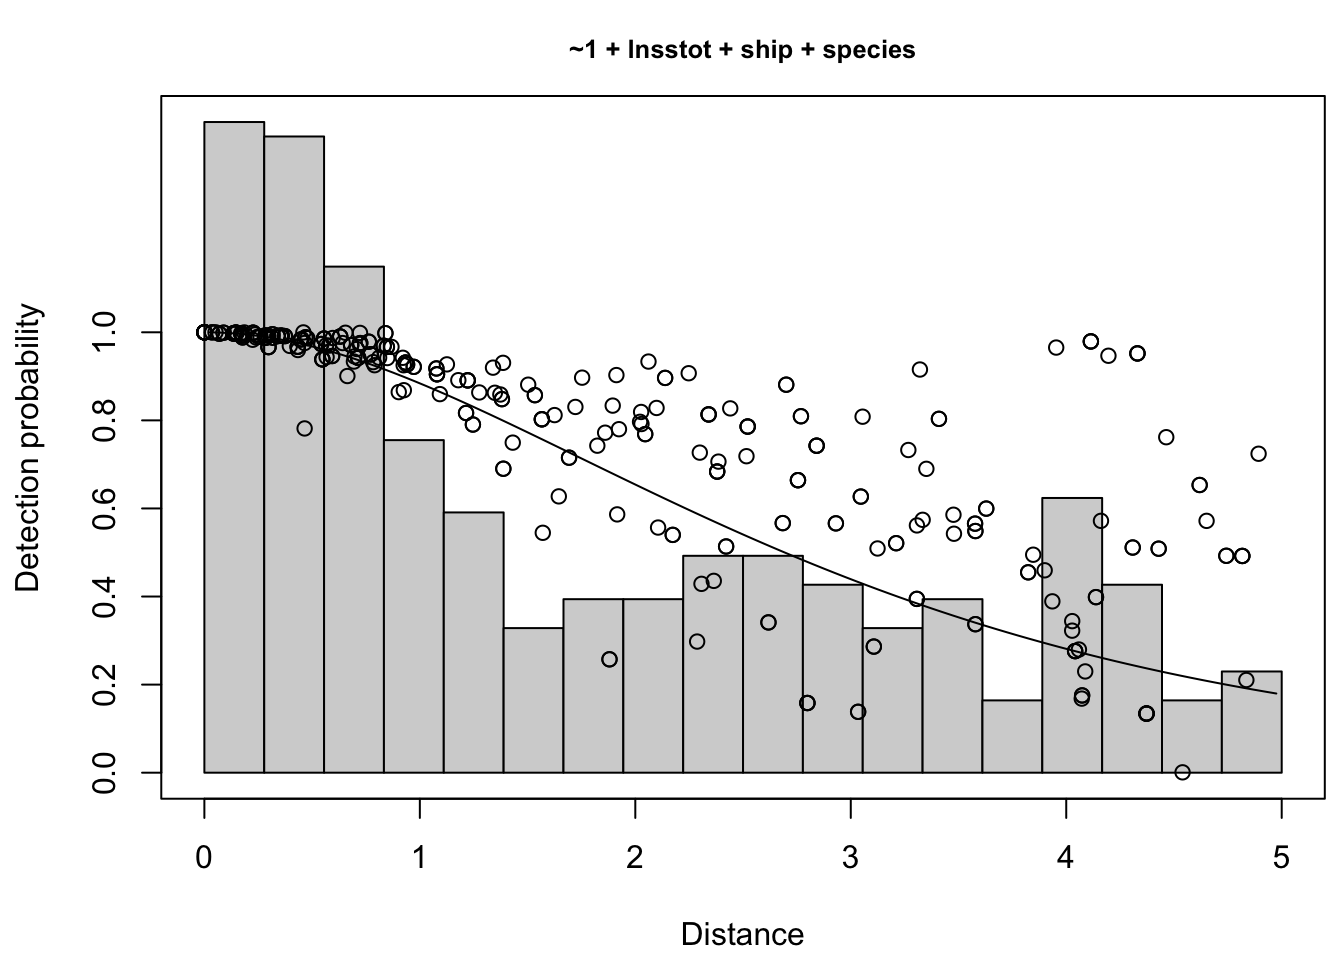 ~1 + lnsstot + ship + species
Detection probability
1.0
0.8
0.6
0.4
0.2
0.0
0 1 2 3 4 5
Distance